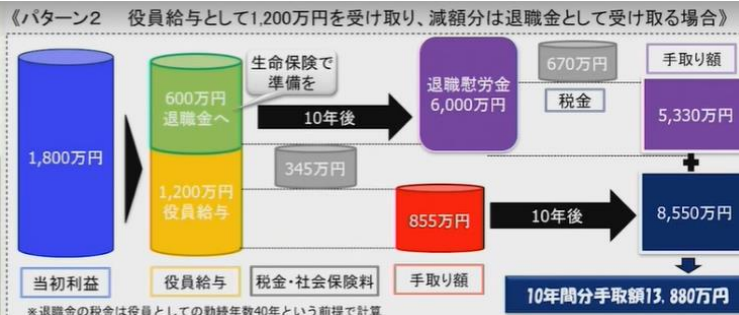 《パターン2 役員給与として1,200万円を受け取り、減額分は退職金として受け取る場合》
生命保険で
準備を
600万円
退職金へ
10年後
退職慰労金
6,000万円
670万円
税金
手取り額
5,330万円
1,800万円
345万円
1,200万円
役員給与
855万円
10年後
8,550万円
当初利益
役員給与
税金・社会保険料
手取り額
10年間分手取額13.880万円
※退職金の税金は役員としての勤続年数40年という前提で計算